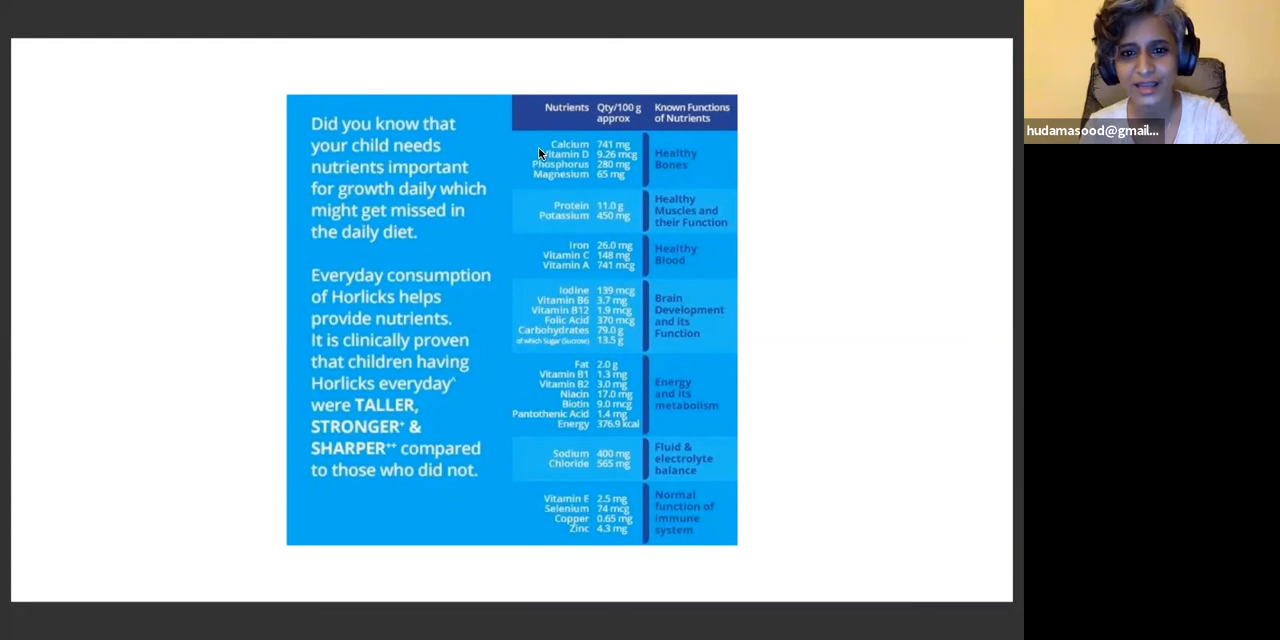 Did you know that
your child needs
nutrients important
for growth daily which
might get missed in
the daily diet.
Everyday consumption
of Horlicks helps
provide nutrients.
It is clinically proven
that children having
Horlicks everyday^
were TALLER,
STRONGER+ &
SHARPER++ compared
to those who did not.
Nutrients Qty/100 g approx Known Functions of Nutrients
Calcium 741 mg
Vitamin D 9.26 mcg
Phosphorus 280 mg
Magnesium 65 mg
Healthy
Bones
Protein 11.0 g
Potassium 450 mg
Healthy
Muscles and
their Function
Iron 26.0 mg
Vitamin C 148 mg
Vitamin A 741 mcg
Healthy
Blood
Iodine 139 mcg
Vitamin B6 3.7 mg
Vitamin B12 1.9 mcg
Folic Acid 370 mcg
Carbohydrates 79.0 g
of which Sugar (Sucrose) 13.5 g
Brain
Development
and its
Function
Fat 2.0 g
Vitamin B1 1.3 mg
Vitamin B2 3.0 mg
Niacin 17.0 mg
Biotin 9.0 mcg
Pantothenic Acid 1.4 mg
Energy 376.9 kcal
Energy
and its
metabolism
Sodium 400 mg
Chloride 565 mg
Fluid &
electrolyte
balance
Vitamin E 2.5 mg
Selenium 74 mcg
Copper 0.65 mg
Zinc 4.3 mg
Normal
function of
immune
system
hudamasood@gmail...